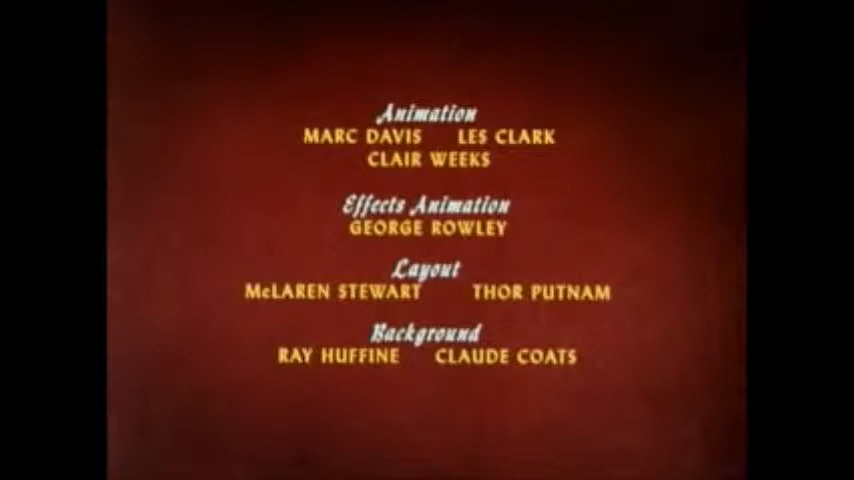 Animation
MARC DAVIS LES CLARK
CLAIR WEEKS
Effects Animation
GEORGE ROWLEY
Layout
McLAREN STEWART THOR PUTNAM
Background
RAY HUFFINE CLAUDE COATS